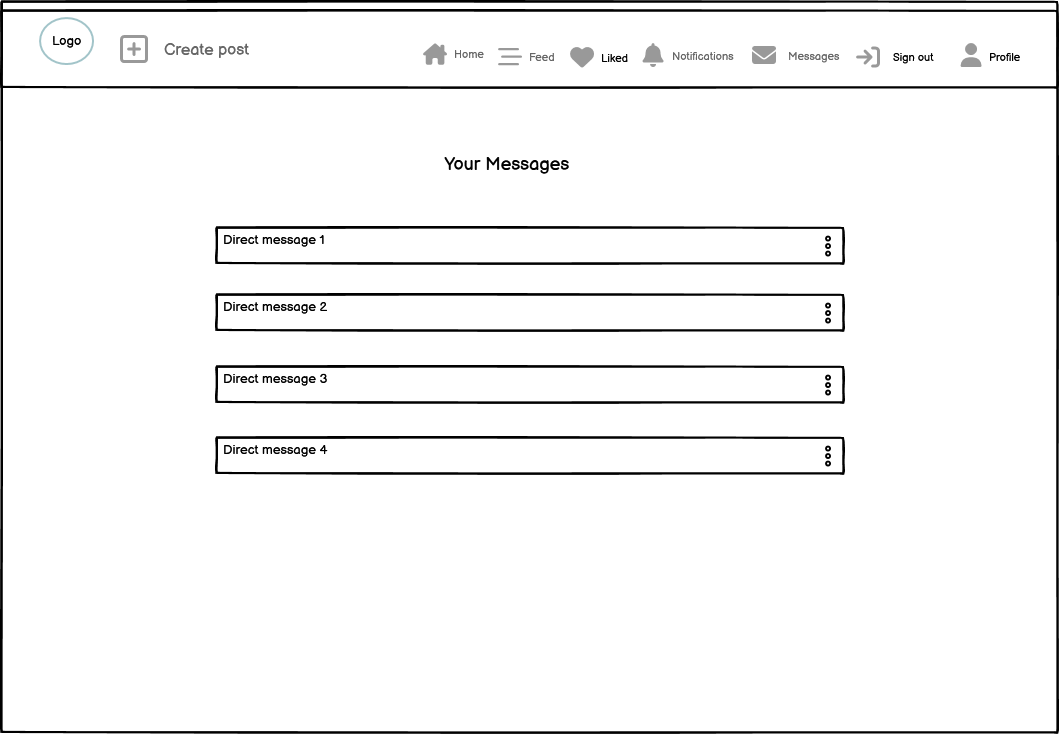 Logo
Create post
Home
Feed
Liked
Notifications
Messages
Sign out
Profile
Your Messages
Direct message 1
Direct message 2
Direct message 3
Direct message 4